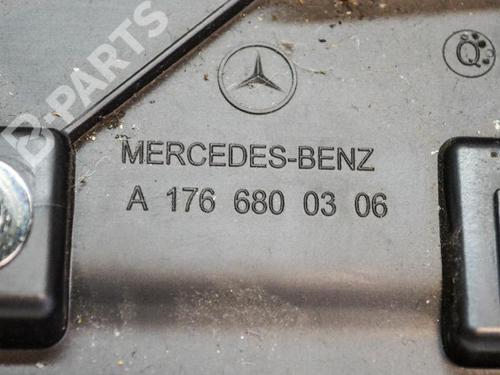 B-PARTS
Q
MERCEDES-BENZ
A 176 680 03 06